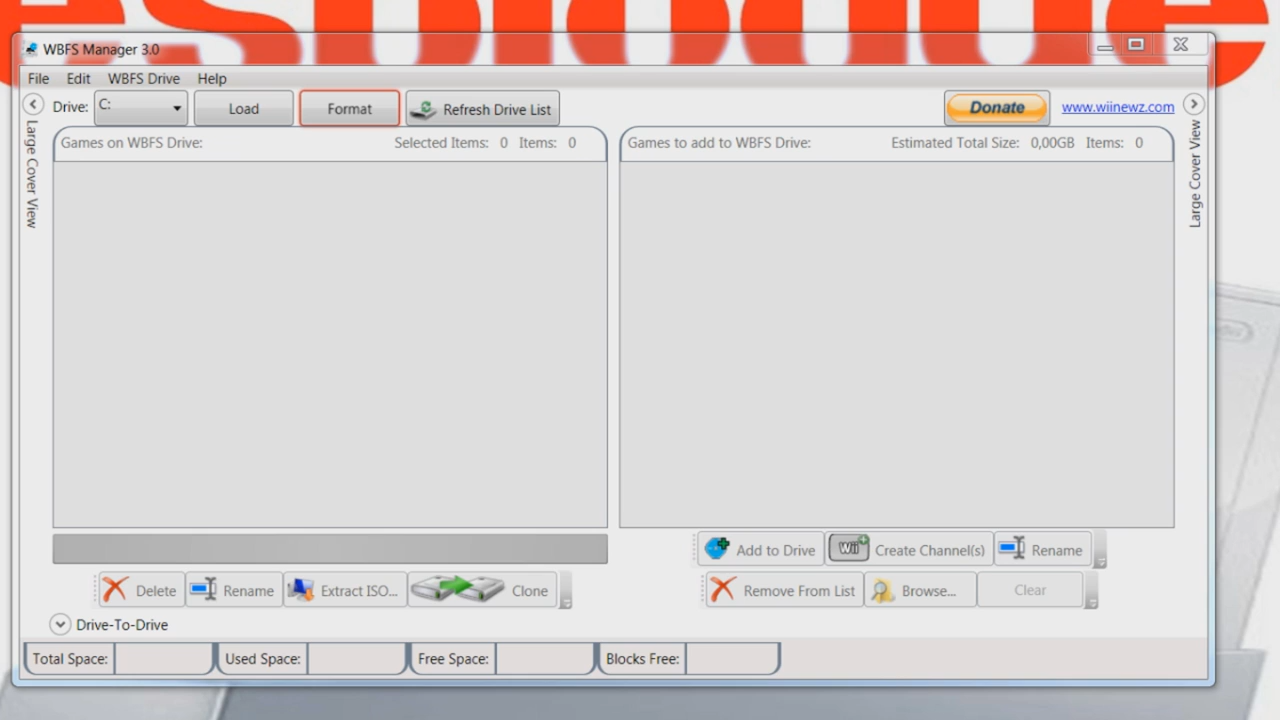 WBFS Manager 3.0
File Edit WBFS Drive Help
Drive: C: Load Format Refresh Drive List Donate www.wiinewz.com
Large Cover View
Games on WBFS Drive: Selected Items: 0 Items: 0
Games to add to WBFS Drive: Estimated Total Size: 0,00GB Items: 0
Large Cover View
Add to Drive Wii Create Channel(s) Rename
Delete Rename Extract ISO... Clone
Remove From List Browse... Clear
Drive-To-Drive
Total Space: Used Space: Free Space: Blocks Free: